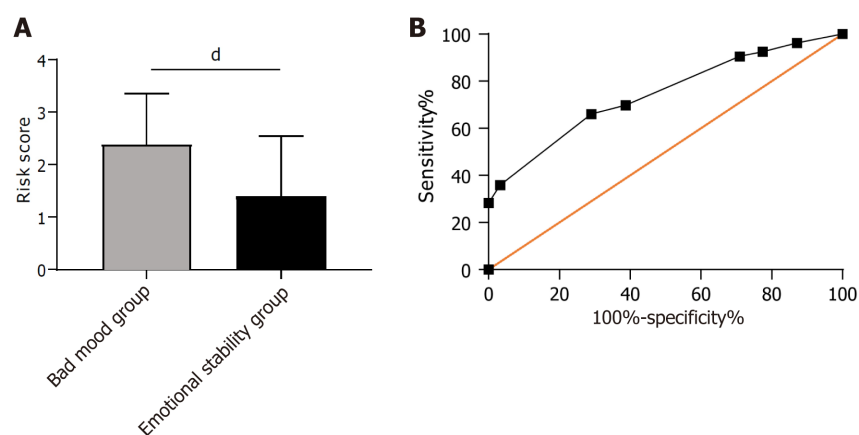 A
d
Risk score
4
3
2
1
0
Bad mood group
Emotional stability group
B
Sensitivity%
100
80
60
40
20
0
0 20 40 60 80 100
100%-specificity%